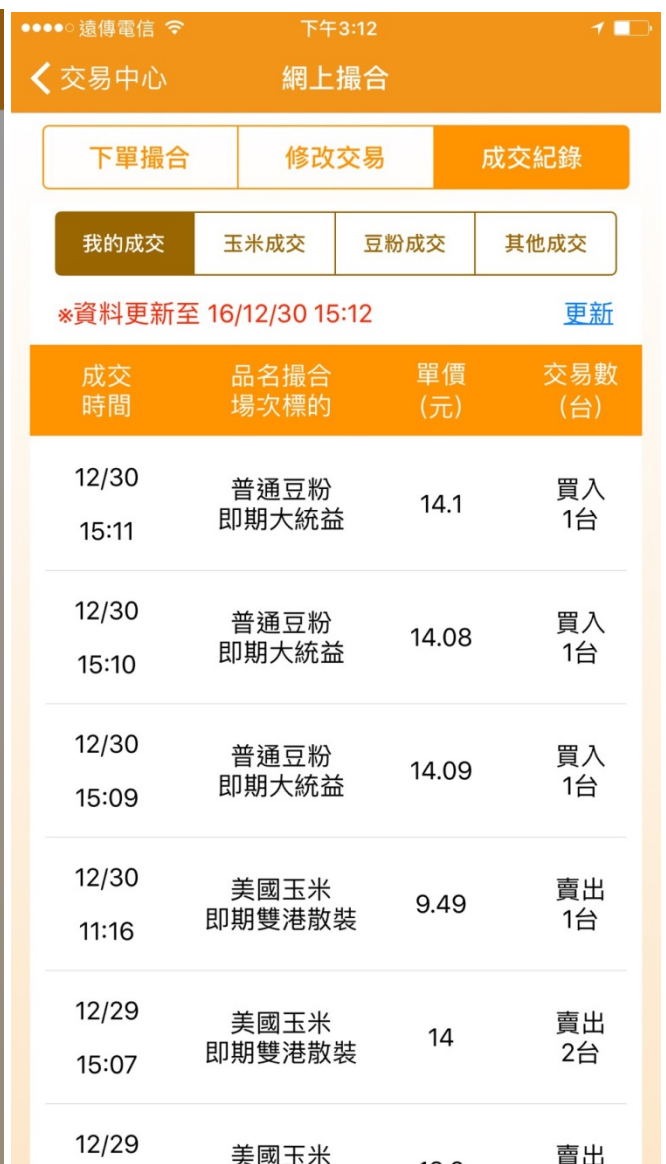 遠傳電信 下午3:12
交易中心 網上撮合
下單撮合 修改交易 成交紀錄
我的成交 玉米成交 豆粉成交 其他成交
※資料更新至 16/12/30 15:12 更新
成交 品名撮合 單價 交易數
時間 場次標的 (元) (台)
12/30 普通豆粉 14.1 買入
15:11 即期大統益 1台
12/30 普通豆粉 14.08 買入
15:10 即期大統益 1台
12/30 普通豆粉 14.09 買入
15:09 即期大統益 1台
12/30 美國玉米 9.49 賣出
11:16 即期雙港散裝 1台
12/29 美國玉米 14 賣出
15:07 即期雙港散裝 2台
12/29 美國玉米 賣出